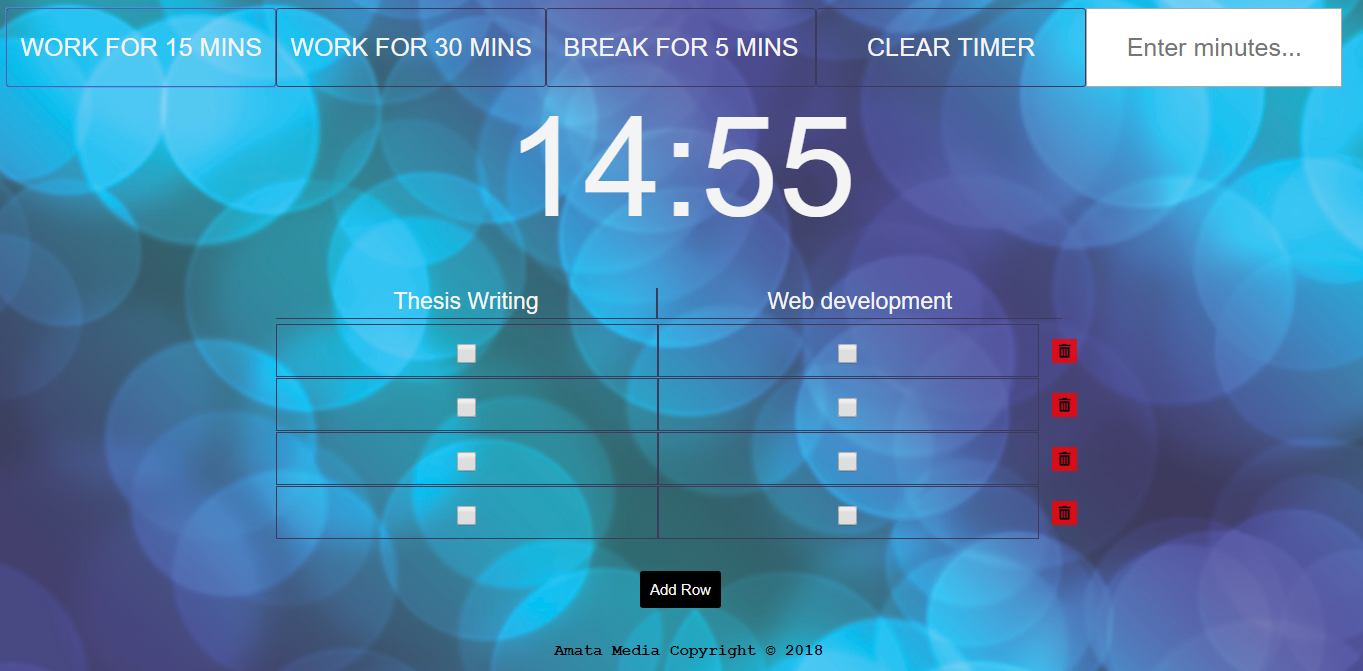 WORK FOR 15 MINS
WORK FOR 30 MINS
BREAK FOR 5 MINS
CLEAR TIMER
Enter minutes...
14:55
Thesis Writing
Web development
Add Row
Amata Media Copyright © 2018